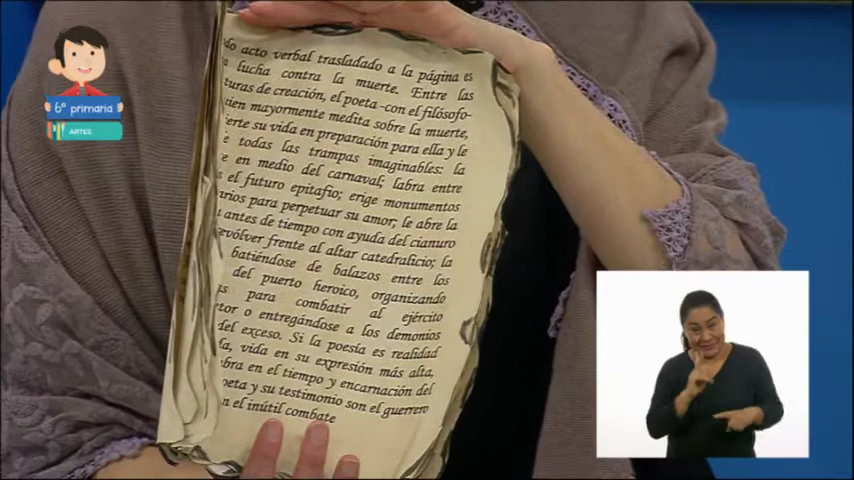 6° primaria
ARTES
do acto verbal trasladado a la página es
lucha contra la muerte. Entre las
turas de creación, el poeta -con el filósofo-
ien mayormente medita sobre la muerte,
ierte su vida en preparación para ella y le
e todas las trampas imaginables: la
e en medio del carnaval; labra entre
el futuro epitafio; erige monumentos
rios para perpetuar su amor, le abre la
antes de tiempo con ayuda del cianuro
evólver frente al altar catedralicio;
batiéndose de balazos entre los
del puerto heroico, organizando
para combatir al ejército
tor o entregándose a los demonios
del exceso. Si la poesía es realidad
da, vida en su expresión más alta,
bra en el tiempo y encarnación del
eta y su testimonio son el guerrero
en el inútil combate